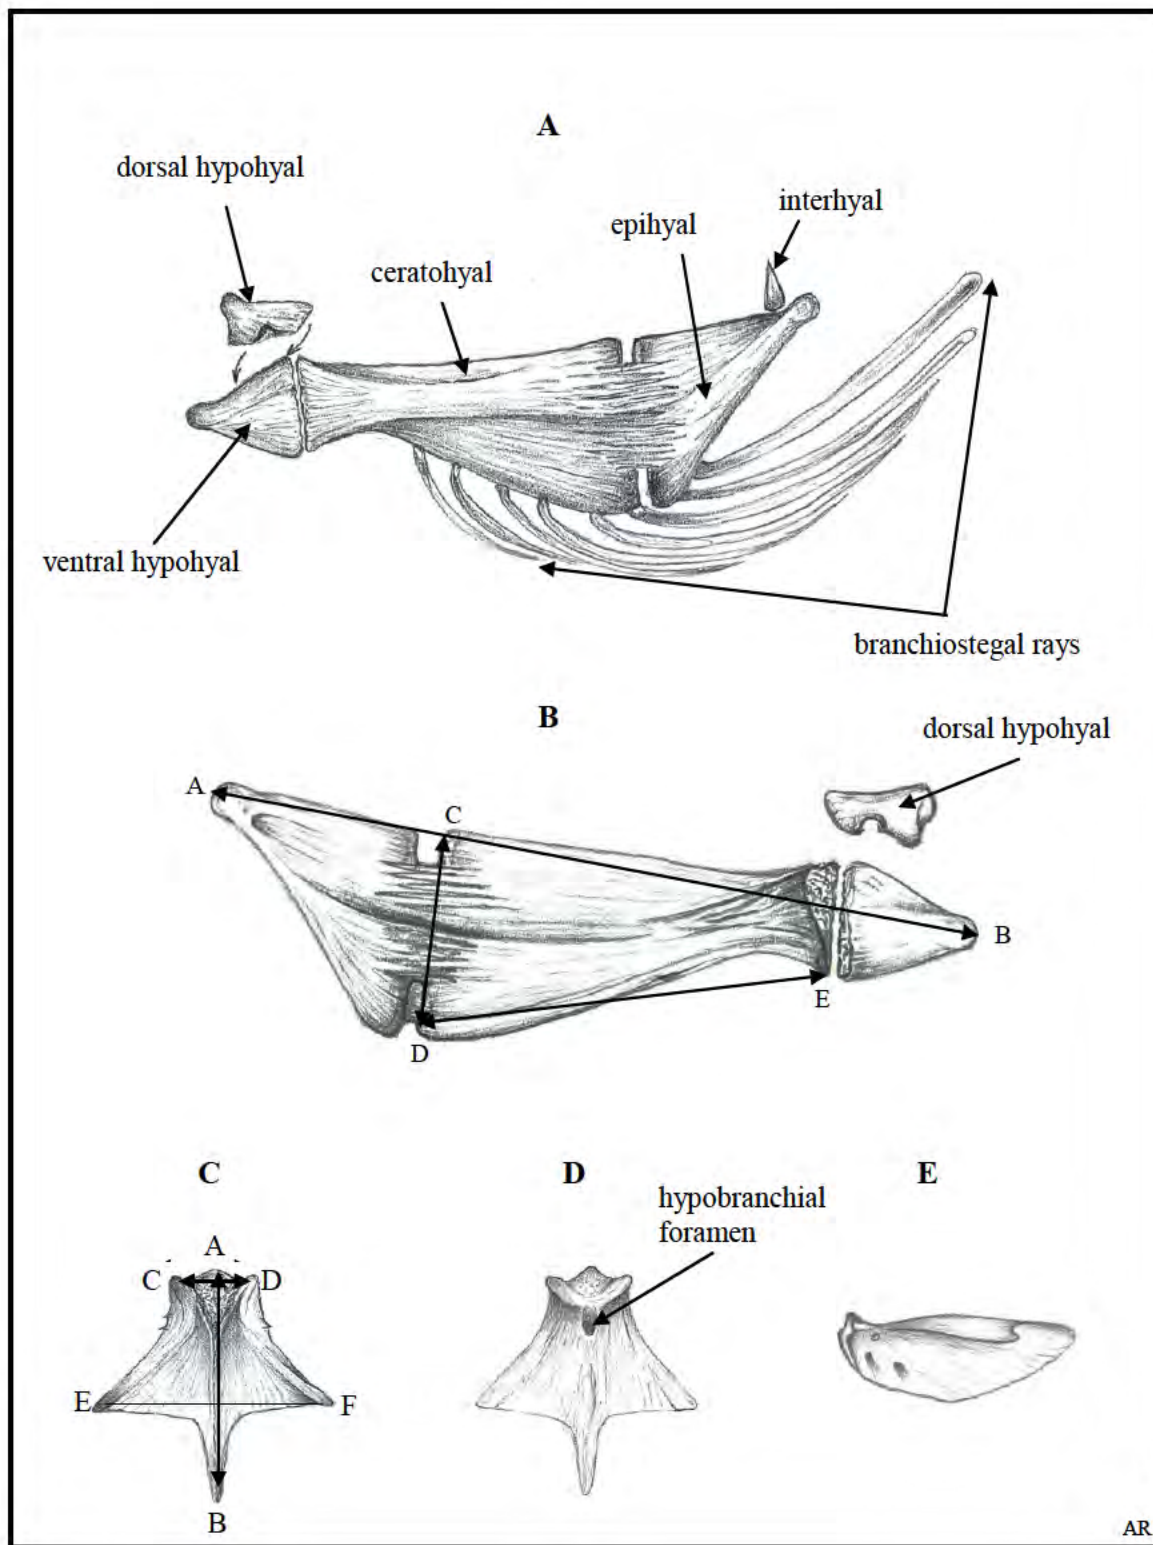 A
dorsal hypohyal
interhyal
epihyal
ceratohyal
ventral hypohyal
branchiostegal rays
B
dorsal hypohyal
A
C
B
E
D
C
D
E
hypobranchial
foramen
A
C
D
E
F
B
AR